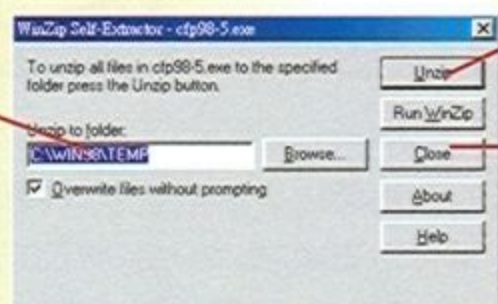 WinZip Self-Extractor - cfp98-5.exe
To unzip all files in cfp98-5.exe to the specified
folder press the Unzip button.
Unzip to folder:
C:\WIN98\TEMP
Browse...
Overwrite files without prompting
Unzip
Run WinZip
Close
About
Help